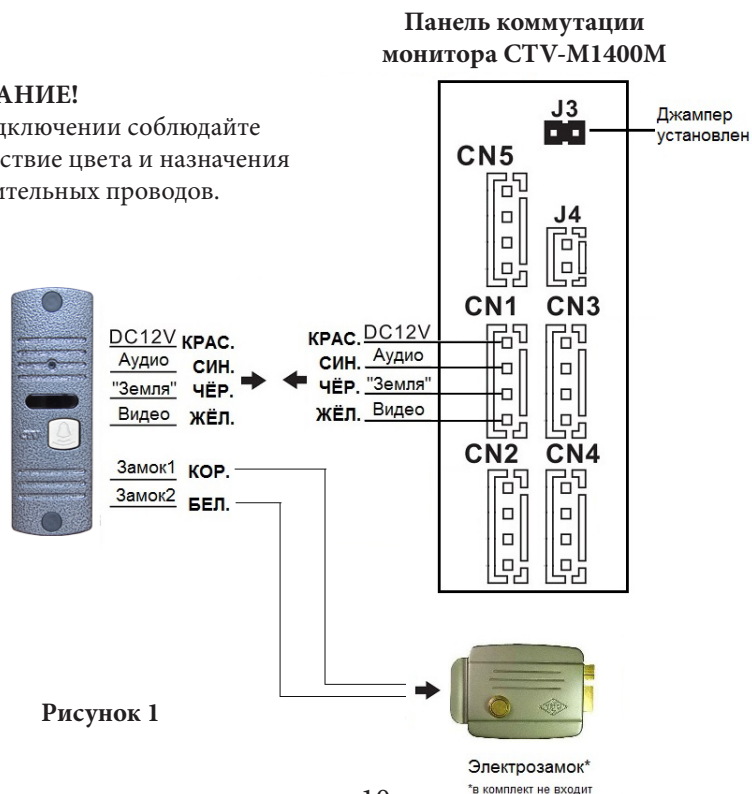 Панель коммутации
монитора CTV-M1400M
АНИЕ!
дключении соблюдайте
ствие цвета и назначения
ительных проводов.
J3
Джампер
установлен
CN5
J4
CN1 CN3
DC12V КРАС.
Аудио СИН.
"Земля" ЧЁР.
Видео ЖЁЛ.
КРАС. DC12V
СИН. Аудио
ЧЁР. "Земля"
ЖЁЛ. Видео
CN2 CN4
Замок1 КОР.
Замок2 БЕЛ.
Рисунок 1
Электрозамок*
*в комплект не входит